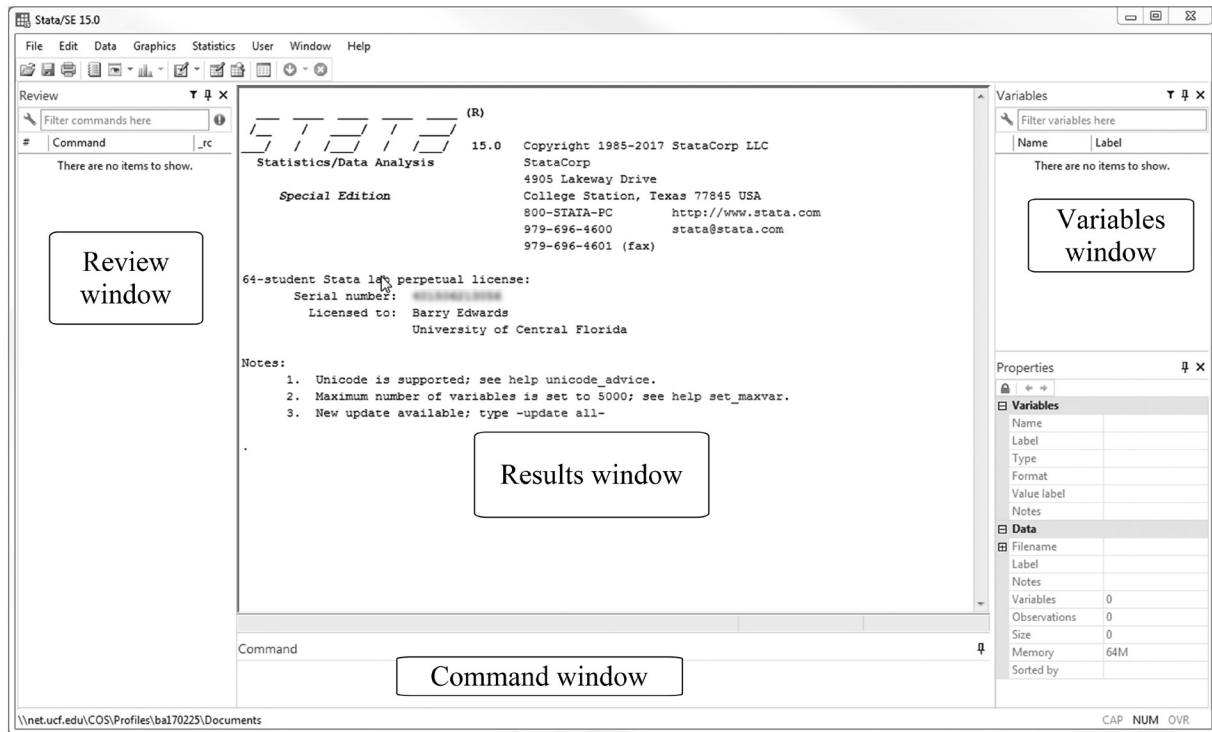 Stata/SE 15.0
File Edit Data Graphics Statistics User Window Help
Review
Filter commands here
# Command _rc
There are no items to show.
Review
window
(R)
STATA
15.0 Copyright 1985-2017 StataCorp LLC
Statistics/Data Analysis StataCorp
4905 Lakeway Drive
Special Edition College Station, Texas 77845 USA
800-STATA-PC http://www.stata.com
979-696-4600 stata@stata.com
979-696-4601 (fax)
64-student Stata lab perpetual license:
Serial number:
Licensed to: Barry Edwards
University of Central Florida
Notes:
1. Unicode is supported; see help unicode_advice.
2. Maximum number of variables is set to 5000; see help set_maxvar.
3. New update available; type -update all-
.
Results window
Command
Command window
Variables
Filter variables here
Name Label
There are no items to show.
Variables
window
Properties
Variables
Name
Label
Type
Format
Value label
Notes
Data
Filename
Label
Notes
Variables 0
Observations 0
Size 0
Memory 64M
Sorted by
\\net.ucf.edu\COS\Profiles\ba170225\Documents
CAP NUM OVR